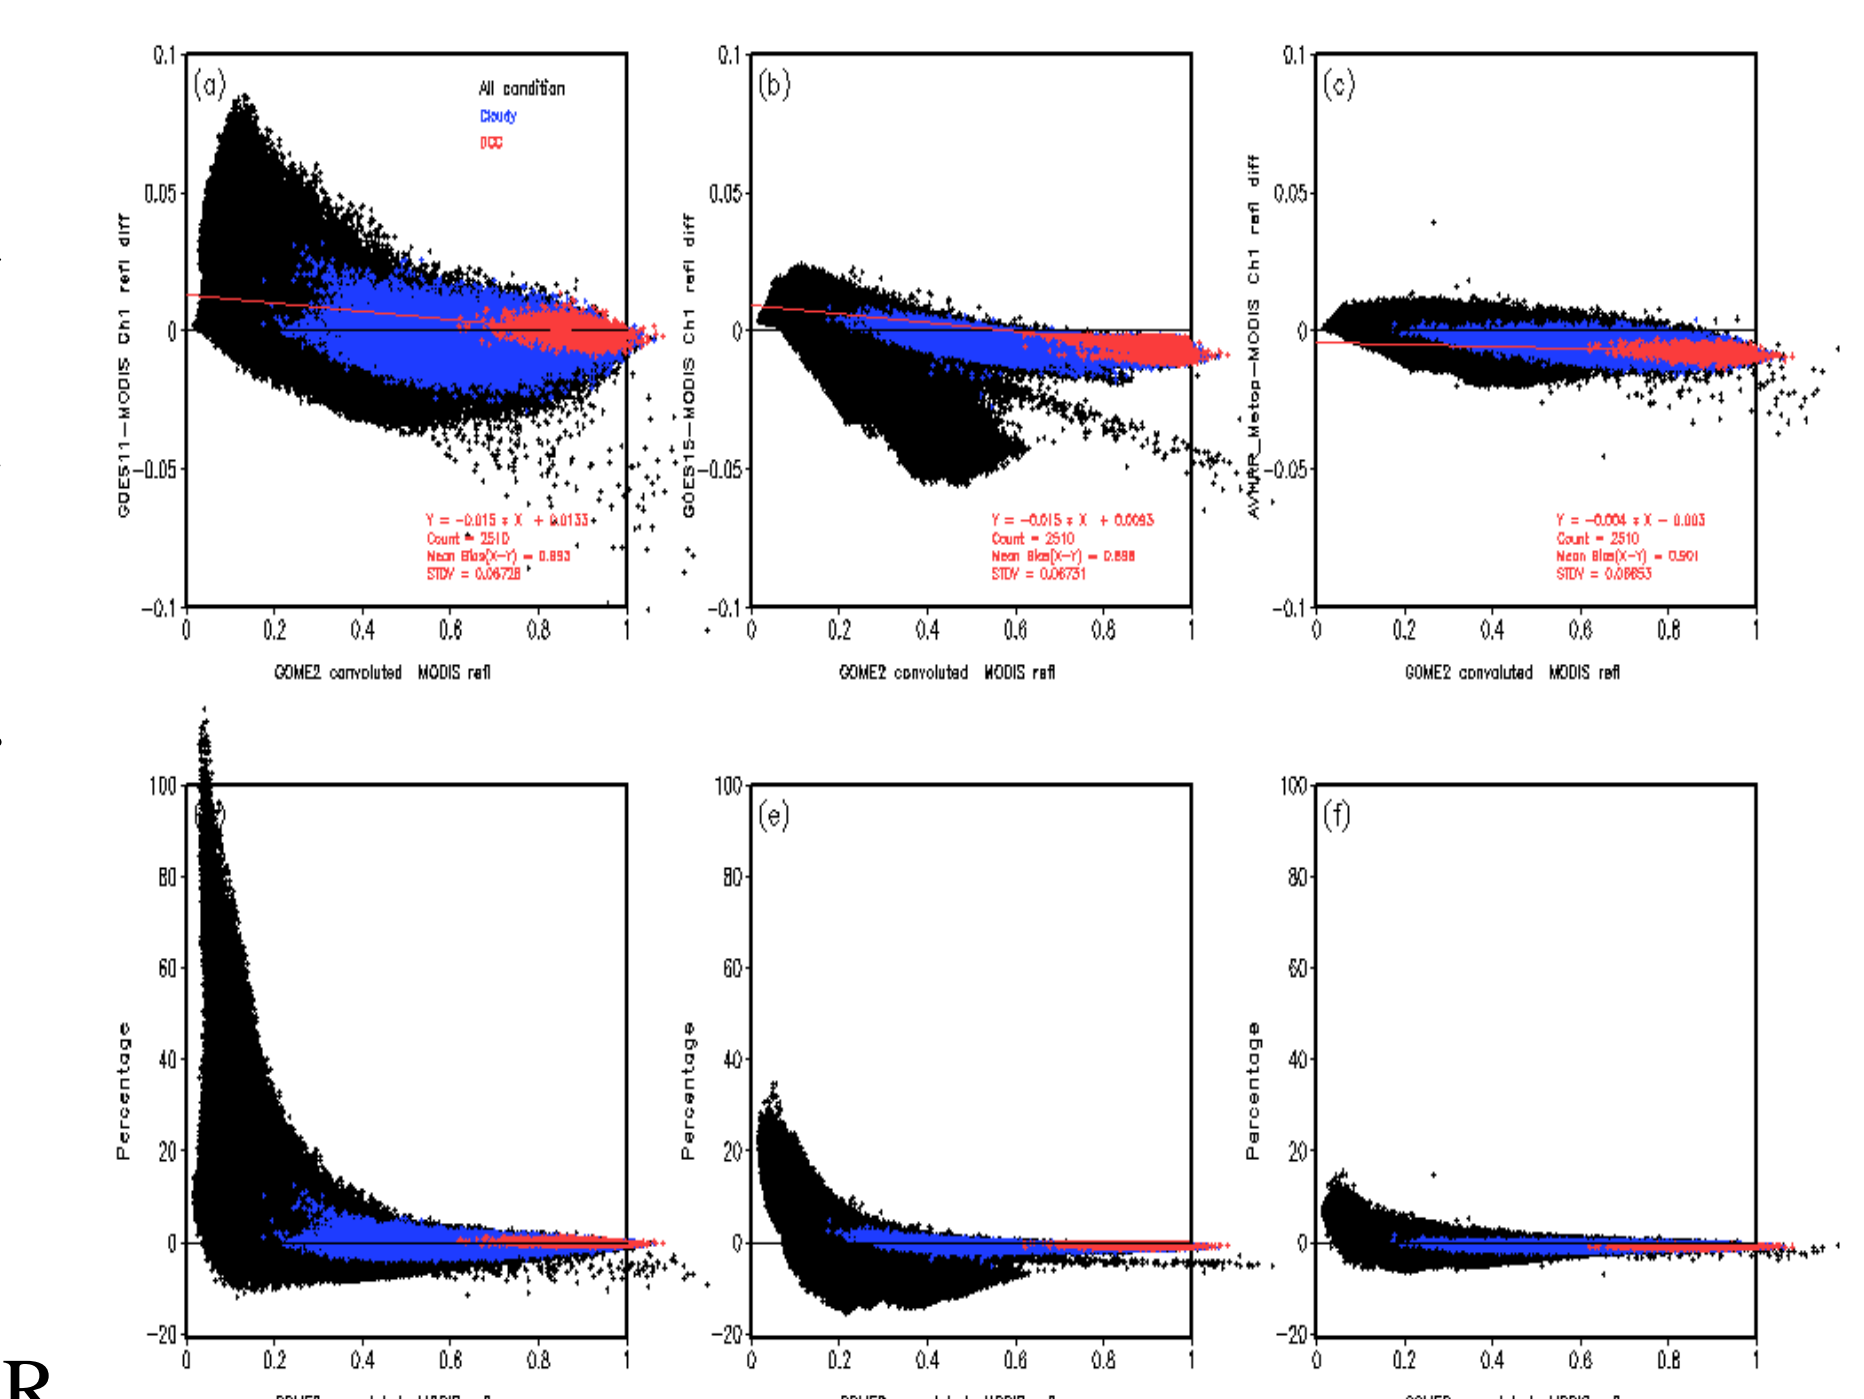 0.1
(a)
All condition
Cloudy
DCC
0.05
0
-0.05
-0.1
GOES11-MODIS Ch1 refl diff
Y = -0.015 * X + 0.0133
Count = 2510
Mean Bias(X-Y) = 0.893
STDV = 0.06728
0 0.2 0.4 0.6 0.8 1
GOME2 convoluted MODIS refl
0.1
(b)
0.05
0
-0.05
-0.1
GOES15-MODIS Ch1 refl diff
Y = -0.015 * X + 0.0093
Count = 2510
Mean Bias(X-Y) = 0.898
STDV = 0.06731
0 0.2 0.4 0.6 0.8 1
GOME2 convoluted MODIS refl
0.1
(c)
0.05
0
-0.05
-0.1
AVHRR_Metop-MODIS Ch1 refl diff
Y = -0.004 * X - 0.003
Count = 2510
Mean Bias(X-Y) = 0.901
STDV = 0.06653
0 0.2 0.4 0.6 0.8 1
GOME2 convoluted MODIS refl
100
80
60
40
20
0
-20
Percentage
0 0.2 0.4 0.6 0.8 1
100
(e)
80
60
40
20
0
-20
Percentage
0 0.2 0.4 0.6 0.8 1
100
(f)
80
60
40
20
0
-20
Percentage
0 0.2 0.4 0.6 0.8 1
R